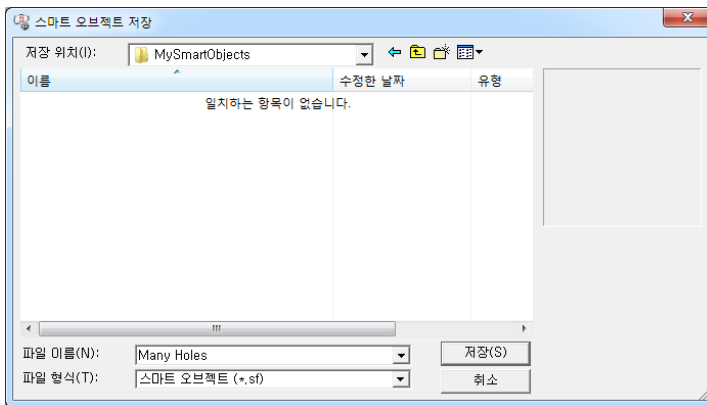 스마트 오브젝트 저장
저장 위치(I): MySmartObjects
이름 수정한 날짜 유형
일치하는 항목이 없습니다.
파일 이름(N): Many Holes 저장(S)
파일 형식(T): 스마트 오브젝트 (*.sf) 취소